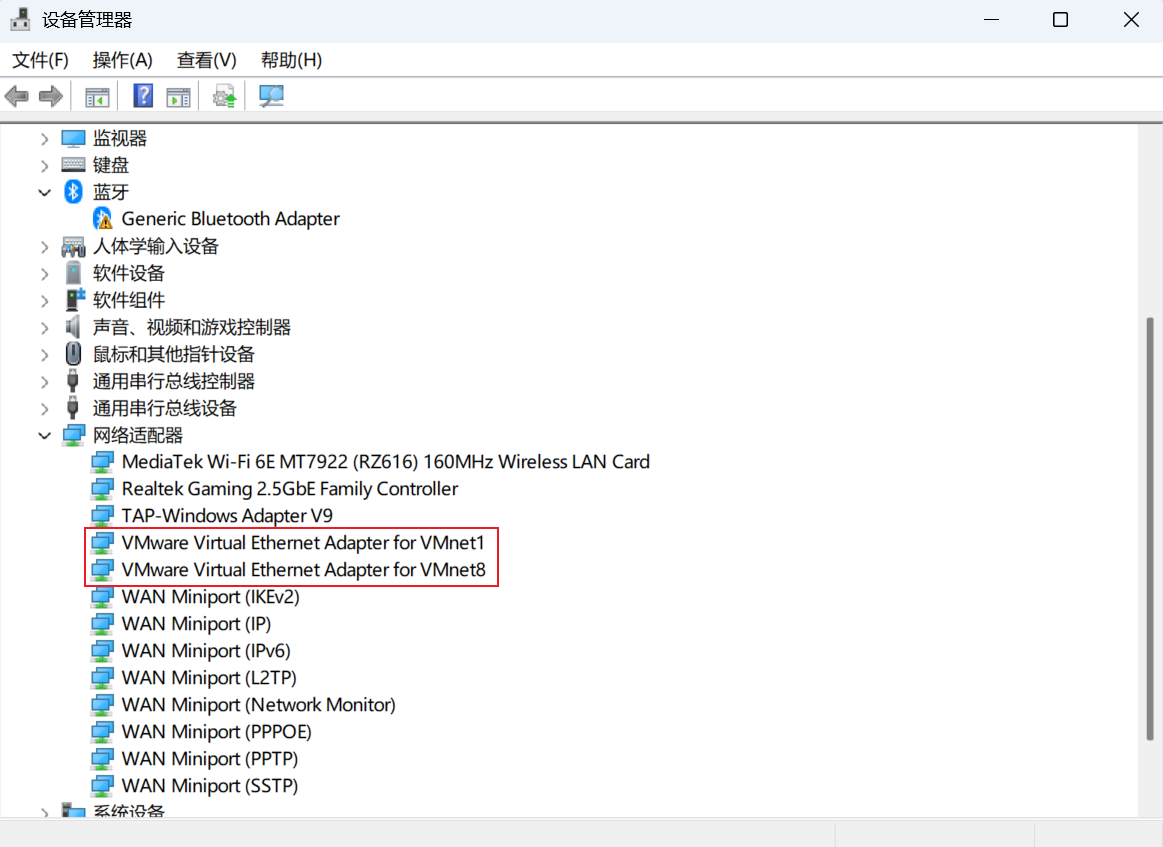 设备管理器
文件(F) 操作(A) 查看(V) 帮助(H)
监视器
键盘
蓝牙
Generic Bluetooth Adapter
人体学输入设备
软件设备
软件组件
声音、视频和游戏控制器
鼠标和其他指针设备
通用串行总线控制器
通用串行总线设备
网络适配器
MediaTek Wi-Fi 6E MT7922 (RZ616) 160MHz Wireless LAN Card
Realtek Gaming 2.5GbE Family Controller
TAP-Windows Adapter V9
VMware Virtual Ethernet Adapter for VMnet1
VMware Virtual Ethernet Adapter for VMnet8
WAN Miniport (IKEv2)
WAN Miniport (IP)
WAN Miniport (IPv6)
WAN Miniport (L2TP)
WAN Miniport (Network Monitor)
WAN Miniport (PPPOE)
WAN Miniport (PPTP)
WAN Miniport (SSTP)
系统设备